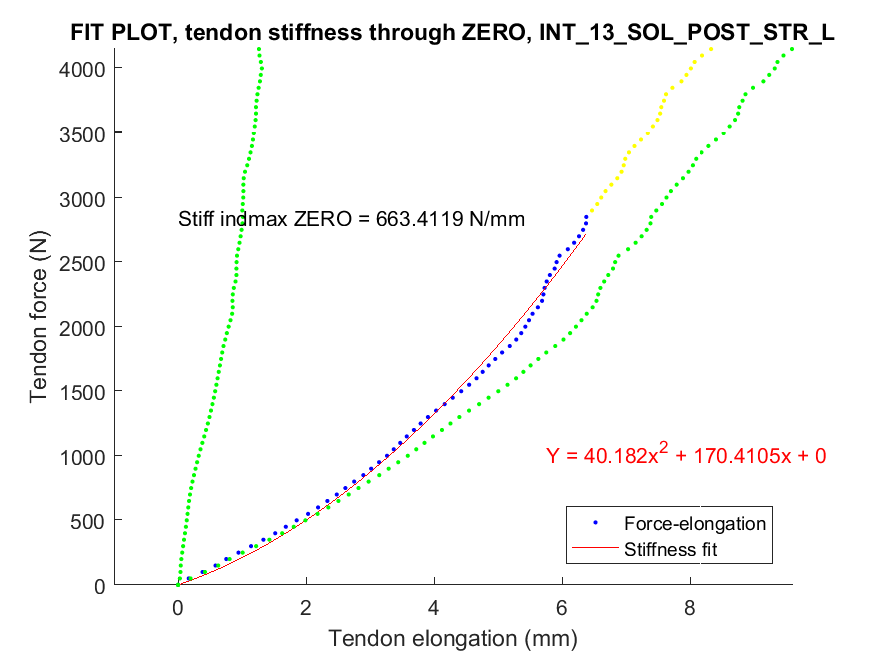 FIT PLOT, tendon stiffness through ZERO, INT_13_SOL_POST_STR_L
4000
3500
3000
2500
2000
1500
1000
500
0
Tendon force (N)
Stiff indmax ZERO = 663.4119 N/mm
Y = 40.182x² + 170.4105x + 0
Force-elongation
Stiffness fit
0 2 4 6 8
Tendon elongation (mm)